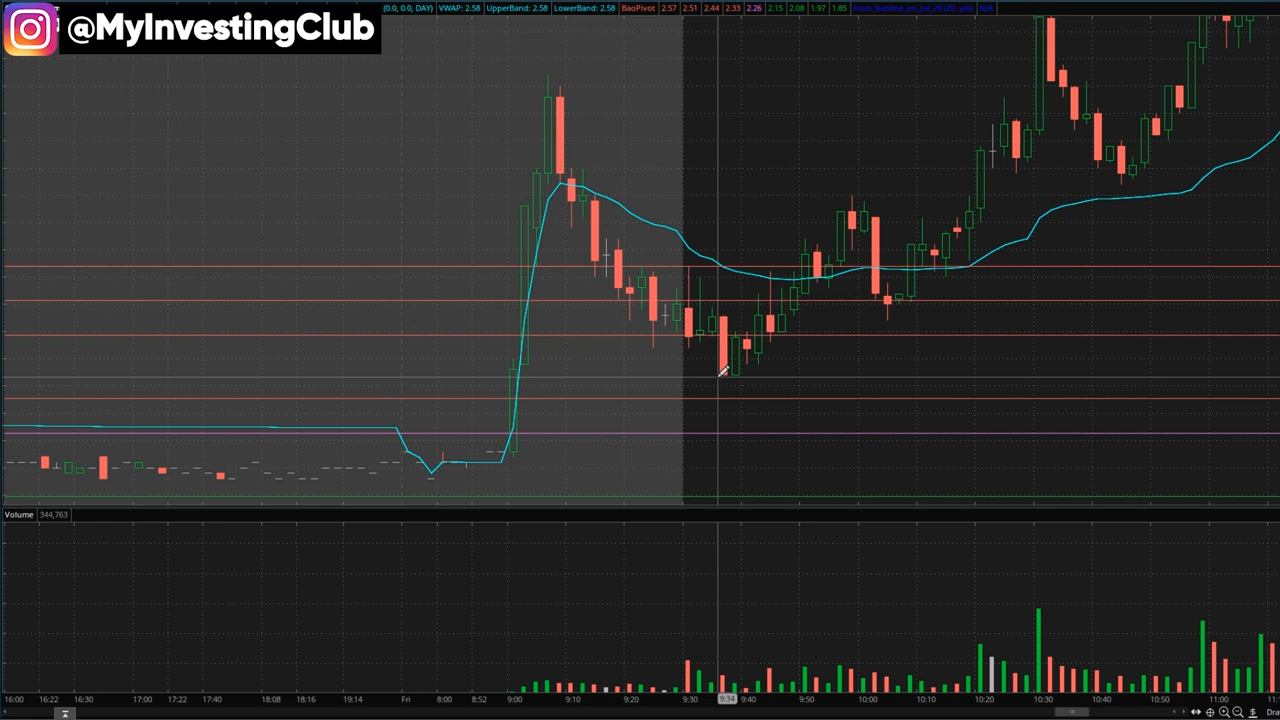 @MyInvestingClub
(0.0, 0.0, DAY) VWAP: 2.58 UpperBand: 2.58 LowerBand: 2.58 BaoPivot 2.57 2.51 2.44 2.33 2.26 2.15 2.08 1.97 1.85 N/A
Volume 344,763
16:00 16:22 16:30 17:00 17:22 17:40 18:08 18:16 19:14 Fri 8:00 8:52 9:00 9:10 9:20 9:30 9:34 9:40 9:50 10:00 10:10 10:20 10:30 10:40 10:50 11:00
Dra